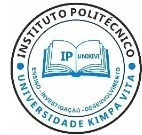 INSTITUTO POLITÉCNICO
IP UNIKIVI
ENSINO - INVESTIGAÇÃO - DESENVOLVIMENTO
UNIVERSIDADE KIMPA VITA